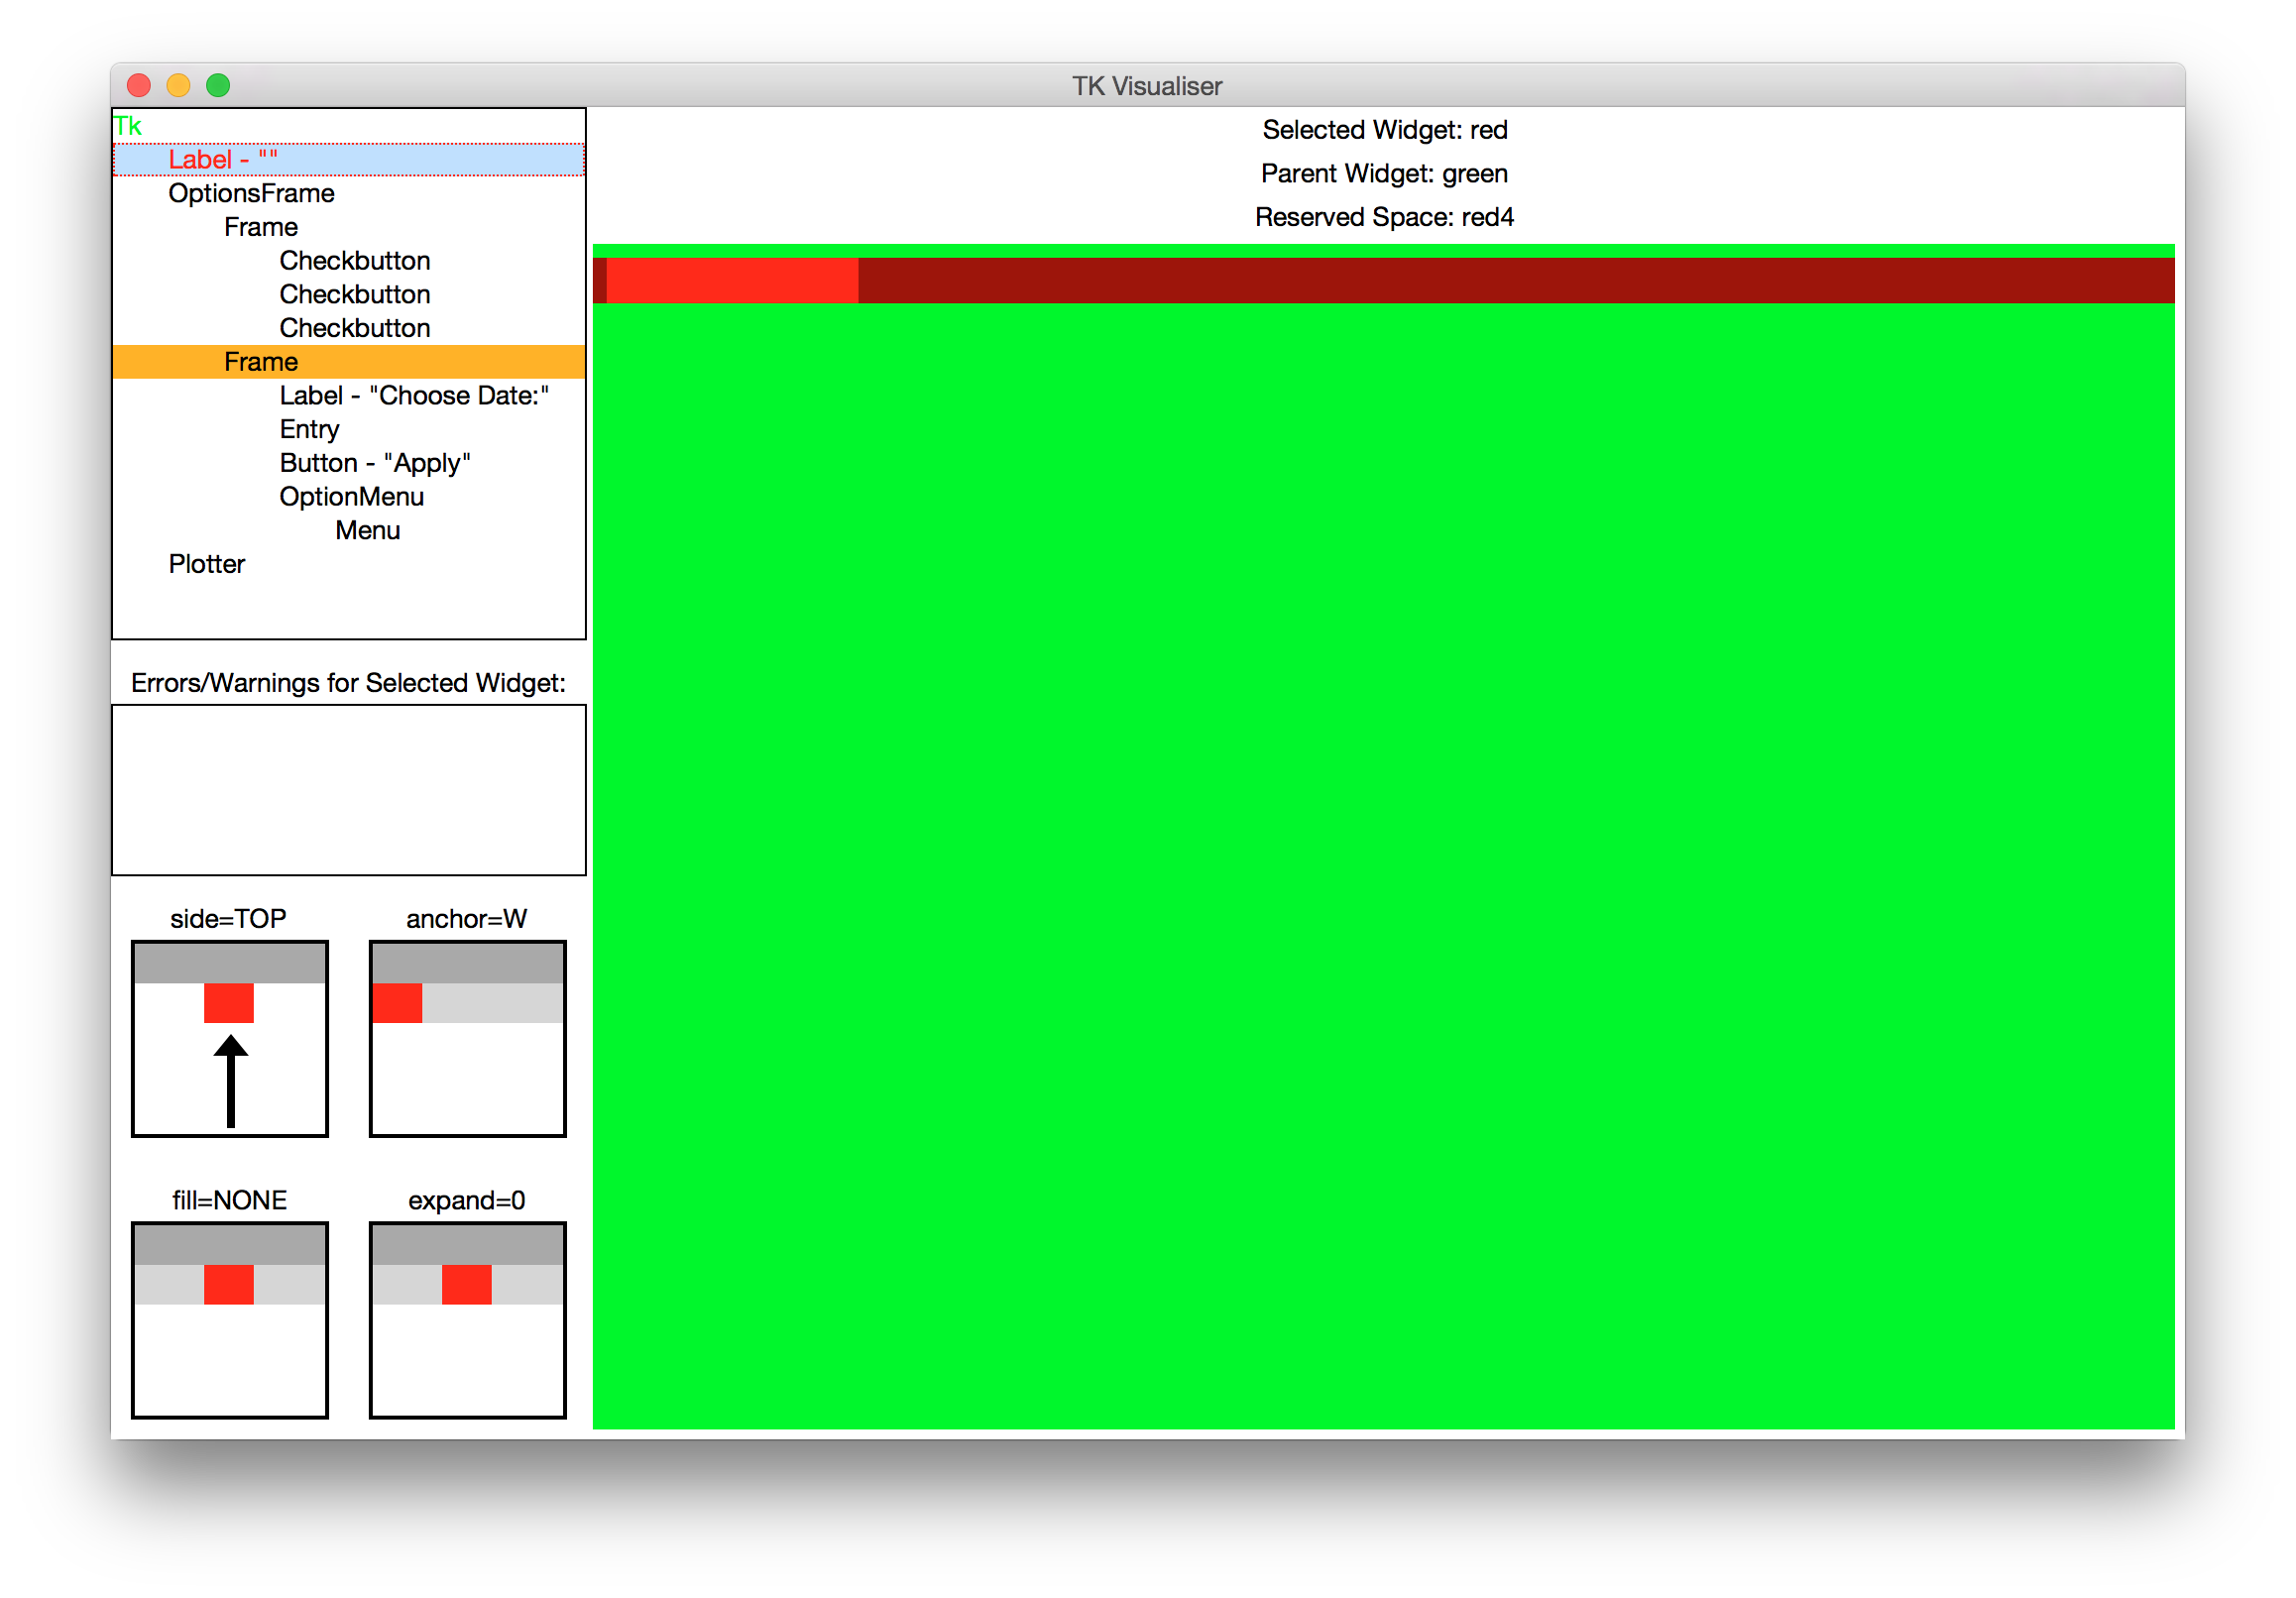 TK Visualiser
Tk
Label - ""
OptionsFrame
Frame
Checkbutton
Checkbutton
Checkbutton
Frame
Label - "Choose Date:"
Entry
Button - "Apply"
OptionMenu
Menu
Plotter
Errors/Warnings for Selected Widget:
side=TOP
anchor=W
fill=NONE
expand=0
Selected Widget: red
Parent Widget: green
Reserved Space: red4